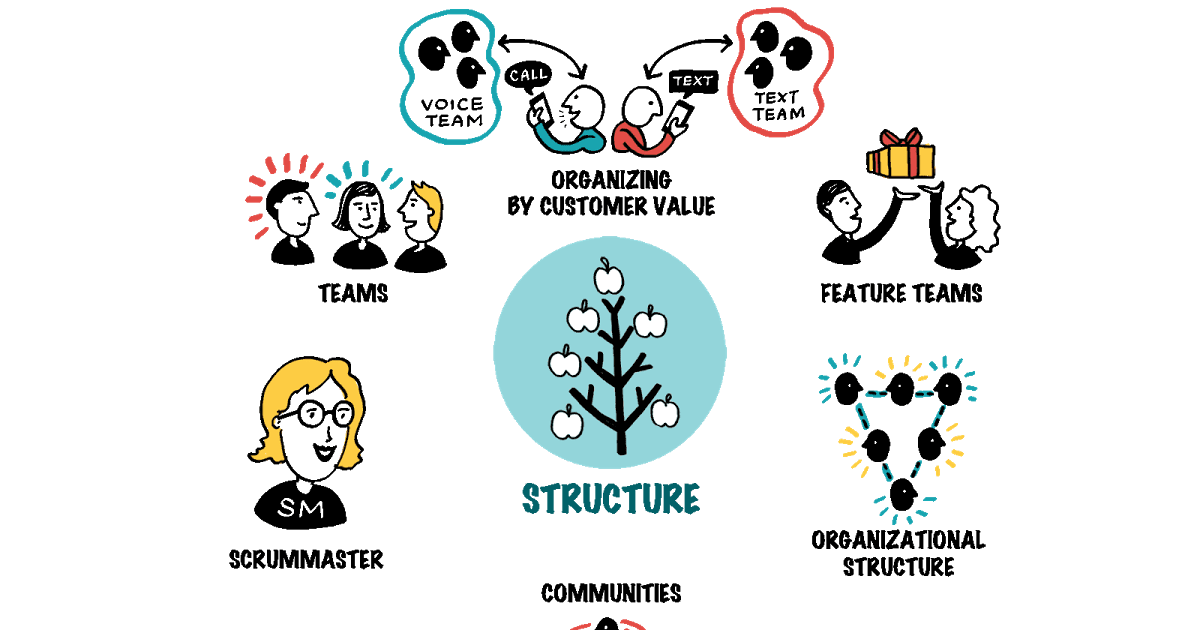 VOICE
TEAM
CALL
TEXT
TEXT
TEAM
ORGANIZING
BY CUSTOMER VALUE
TEAMS
FEATURE TEAMS
STRUCTURE
SM
SCRUMMASTER
ORGANIZATIONAL
STRUCTURE
COMMUNITIES